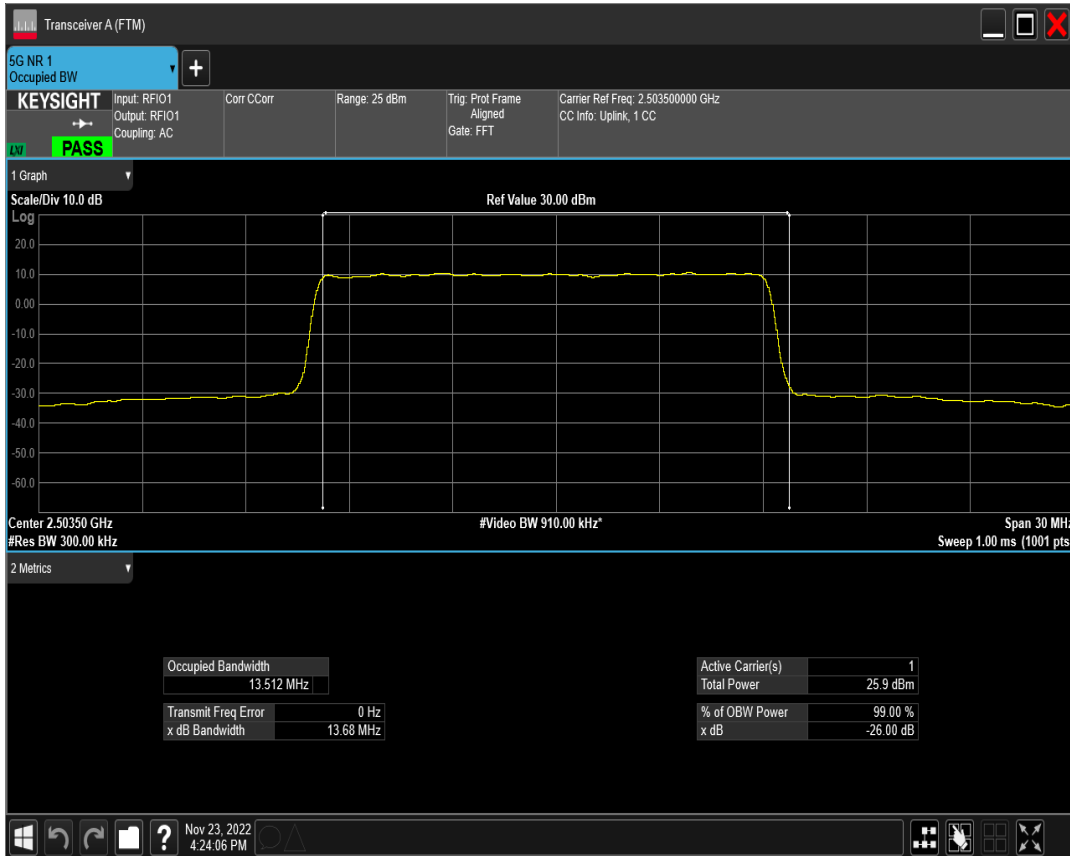 Transceiver A (FTM)
5G NR 1
Occupied BW
+
KEYSIGHT
LXI
PASS
Input: RFIO1
Output: RFIO1
Coupling: AC
Corr CCorr
Range: 25 dBm
Trig: Prot Frame
Aligned
Gate: FFT
Carrier Ref Freq: 2.503500000 GHz
CC Info: Uplink, 1 CC
1 Graph
Scale/Div 10.0 dB
Ref Value 30.00 dBm
Log
20.0
10.0
0.00
-10.0
-20.0
-30.0
-40.0
-50.0
-60.0
Center 2.50350 GHz
#Video BW 910.00 kHz*
Span 30 MHz
#Res BW 300.00 kHz
Sweep 1.00 ms (1001 pts
2 Metrics
Occupied Bandwidth
13.512 MHz
Transmit Freq Error 0 Hz
x dB Bandwidth 13.68 MHz
Active Carrier(s) 1
Total Power 25.9 dBm
% of OBW Power 99.00 %
x dB -26.00 dB
?
Nov 23, 2022
4:24:06 PM